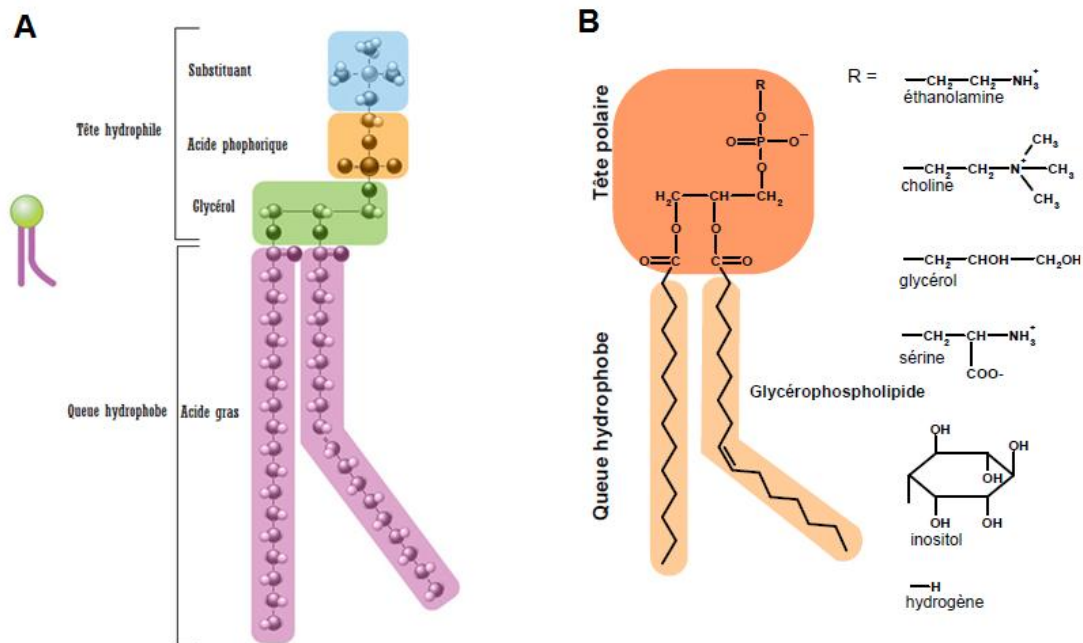 A
Substituant
Tête hydrophile
Acide phophorique
Glycérol
Queue hydrophobe
Acide gras
B
Tête polaire
Queue hydrophobe
R
O
O=P-O⁻
O
H₂C CH CH₂
O O
O=C C=O
Glycérophospholipide
R =
CH₂-CH₂-NH₃⁺
éthanolamine
CH₂-CH₂-N⁺
CH₃
CH₃
CH₃
choline
CH₂-CHOH-CH₂OH
glycérol
CH₂-CH-NH₃⁺
sérine
COO-
OH
OH
OH
OH
OH
inositol
H
hydrogène